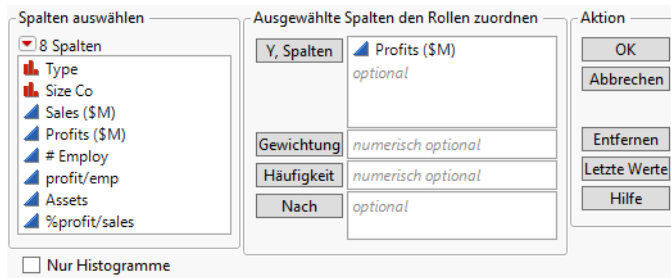 Spalten auswählen
8 Spalten
Type
Size Co
Sales ($M)
Profits ($M)
# Employ
profit/emp
Assets
%profit/sales
Nur Histogramme
Ausgewählte Spalten den Rollen zuordnen
Y, Spalten
Profits ($M)
optional
Gewichtung
numerisch optional
Häufigkeit
numerisch optional
Nach
optional
Aktion
OK
Abbrechen
Entfernen
Letzte Werte
Hilfe